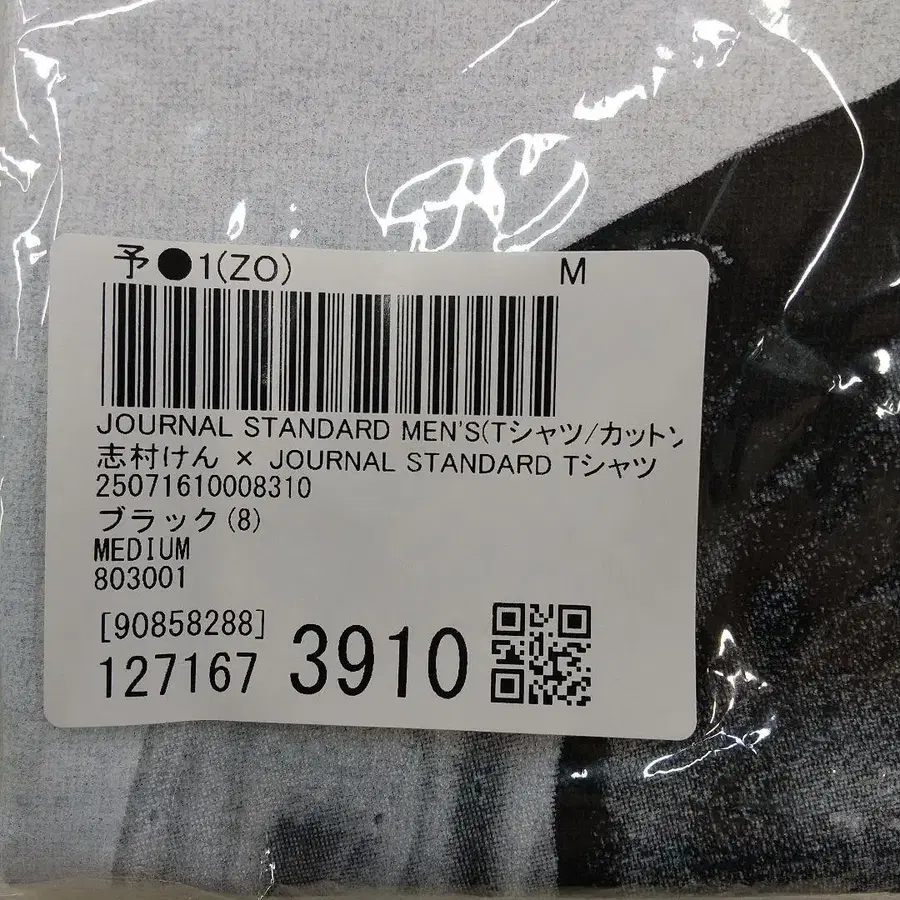 予 ●1(ZO) M
JOURNAL STANDARD MEN'S(Tシャツ/カットソ
志村けん × JOURNAL STANDARD Tシャツ
25071610008310
ブラック(8)
MEDIUM
803001
[90858288]
127167 3910